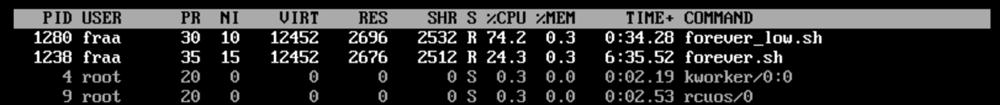 PID USER PR NI VIRT RES SHR S %CPU %MEM TIME+ COMMAND
1280 fraa 30 10 12452 2696 2532 R 74.2 0.3 0:34.28 forever_low.sh
1238 fraa 35 15 12452 2676 2512 R 24.3 0.3 6:35.52 forever.sh
4 root 20 0 0 0 0 S 0.3 0.0 0:02.19 kworker/0:0
9 root 20 0 0 0 0 S 0.3 0.0 0:02.53 rcuos/0